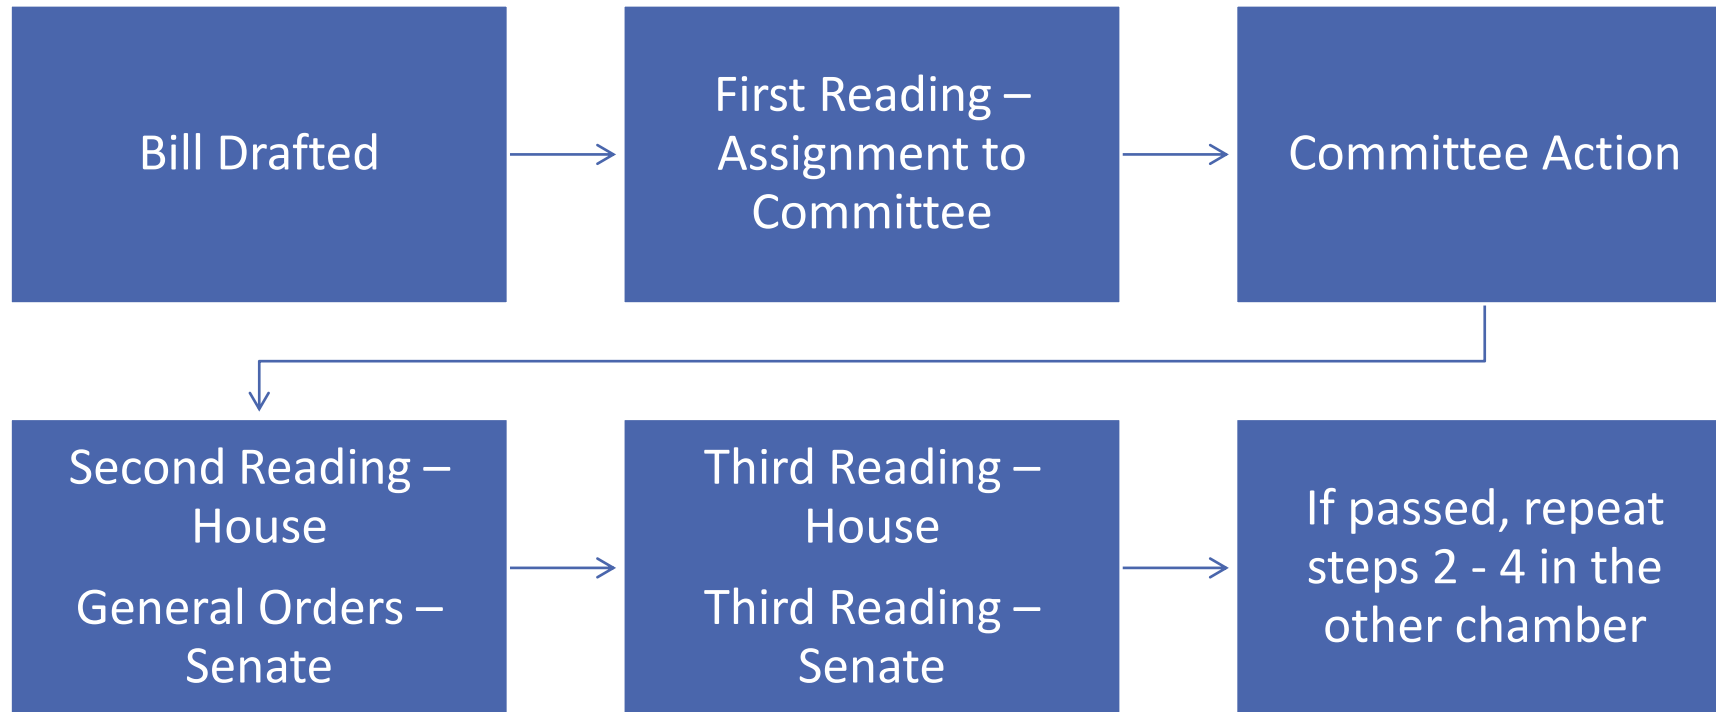 Bill Drafted
First Reading –
Assignment to
Committee
Committee Action
Second Reading –
House
General Orders –
Senate
Third Reading –
House
Third Reading –
Senate
If passed, repeat
steps 2 - 4 in the
other chamber